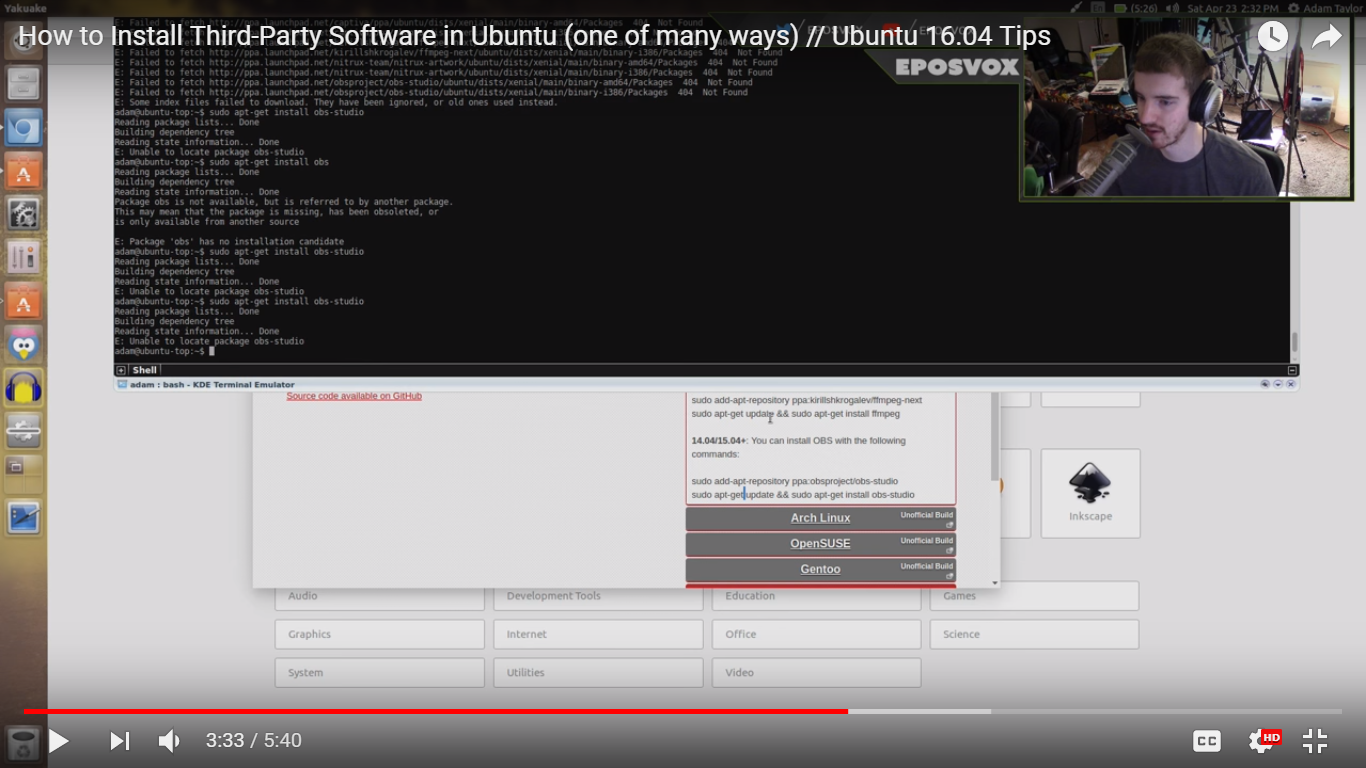 Yakuake
(5:26)
Sat Apr 23 2:32 PM
Adam Taylor
How to Install Third-Party Software in Ubuntu (one of many ways) // Ubuntu 16.04 Tips
EPOSVOX
E: Failed to fetch http://ppa.launchpad.net/kirillshkrogalev/ffmpeg-next/ubuntu/dists/xenial/main/binary-i386/Packages 404 Not Found
E: Failed to fetch http://ppa.launchpad.net/nitrux-team/nitrux-artwork/ubuntu/dists/xenial/main/binary-amd64/Packages 404 Not Found
E: Failed to fetch http://ppa.launchpad.net/nitrux-team/nitrux-artwork/ubuntu/dists/xenial/main/binary-i386/Packages 404 Not Found
E: Failed to fetch http://ppa.launchpad.net/obsproject/obs-studio/ubuntu/dists/xenial/main/binary-amd64/Packages 404 Not Found
E: Failed to fetch http://ppa.launchpad.net/obsproject/obs-studio/ubuntu/dists/xenial/main/binary-i386/Packages 404 Not Found
E: Some index files failed to download. They have been ignored, or old ones used instead.
adam@ubuntu-top:~$ sudo apt-get install obs-studio
Reading package lists... Done
Building dependency tree
Reading state information... Done
E: Unable to locate package obs-studio
adam@ubuntu-top:~$ sudo apt-get install obs
Reading package lists... Done
Building dependency tree
Reading state information... Done
Package obs is not available, but is referred to by another package.
This may mean that the package is missing, has been obsoleted, or
is only available from another source
E: Package 'obs' has no installation candidate
adam@ubuntu-top:~$ sudo apt-get install obs-studio
Reading package lists... Done
Building dependency tree
Reading state information... Done
E: Unable to locate package obs-studio
adam@ubuntu-top:~$ sudo apt-get install obs-studio
Reading package lists... Done
Building dependency tree
Reading state information... Done
E: Unable to locate package obs-studio
adam@ubuntu-top:~$
Shell
adam : bash - KDE Terminal Emulator
Source code available on GitHub
sudo add-apt-repository ppa:kirillshkrogalev/ffmpeg-next
sudo apt-get update && sudo apt-get install ffmpeg
14.04/15.04+: You can install OBS with the following
commands:
sudo add-apt-repository ppa:obsproject/obs-studio
sudo apt-get update && sudo apt-get install obs-studio
Arch Linux Unofficial Build
OpenSUSE Unofficial Build
Gentoo Unofficial Build
Inkscape
Audio
Development Tools
Education
Games
Graphics
Internet
Office
Science
System
Utilities
Video
3:33 / 5:40
CC
HD